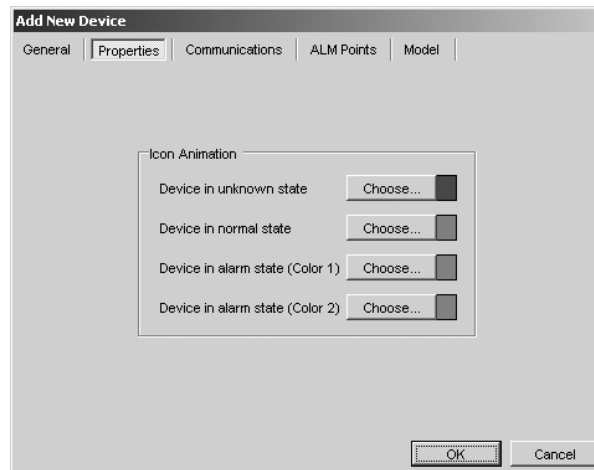 Add New Device
General Properties Communications ALM Points Model
Icon Animation
Device in unknown state Choose...
Device in normal state Choose...
Device in alarm state (Color 1) Choose...
Device in alarm state (Color 2) Choose...
OK Cancel